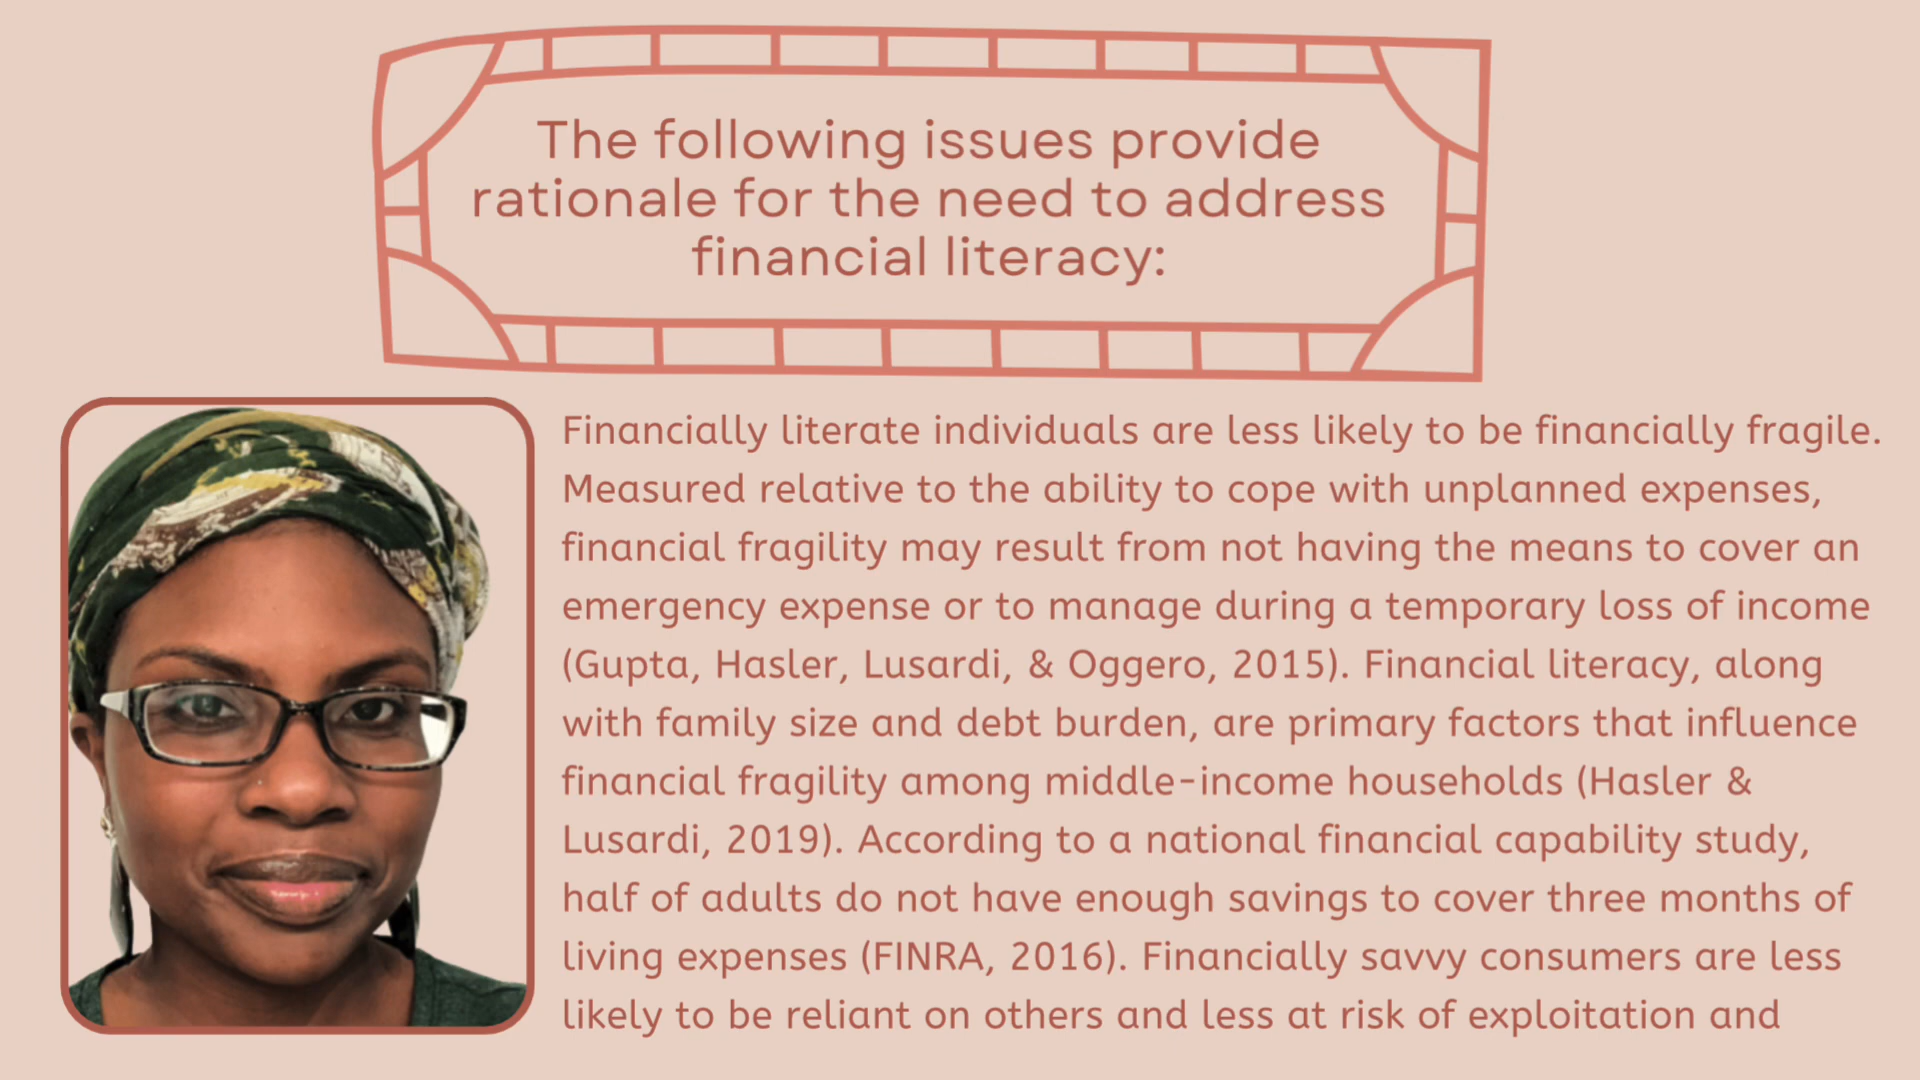 The following issues provide
rationale for the need to address
financial literacy:
Financially literate individuals are less likely to be financially fragile.
Measured relative to the ability to cope with unplanned expenses,
financial fragility may result from not having the means to cover an
emergency expense or to manage during a temporary loss of income
(Gupta, Hasler, Lusardi, & Oggero, 2015). Financial literacy, along
with family size and debt burden, are primary factors that influence
financial fragility among middle-income households (Hasler &
Lusardi, 2019). According to a national financial capability study,
half of adults do not have enough savings to cover three months of
living expenses (FINRA, 2016). Financially savvy consumers are less
likely to be reliant on others and less at risk of exploitation and